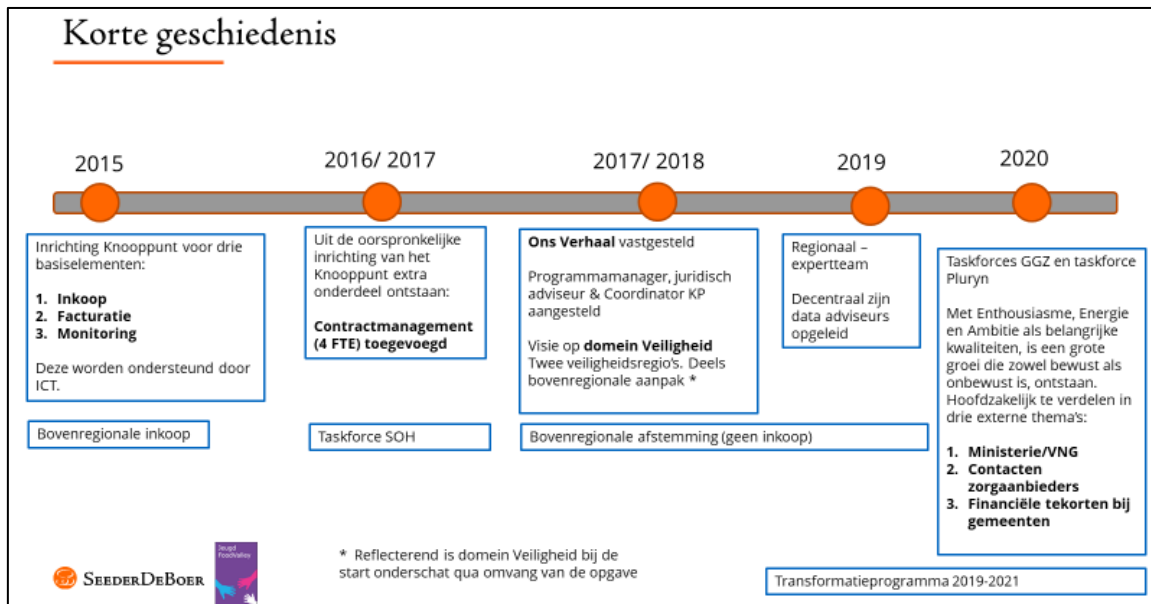 Korte geschiedenis
2015
2016/ 2017
2017/ 2018
2019
2020
Inrichting Knooppunt voor drie
basiselementen:
1. Inkoop
2. Facturatie
3. Monitoring
Deze worden ondersteund door
ICT.
Bovenregionale inkoop
Uit de oorspronkelijke
inrichting van het
Knooppunt extra
onderdeel ontstaan:
Contractmanagement
(4 FTE) toegevoegd
Taskforce SOH
Ons Verhaal vastgesteld
Programmamanager, juridisch
adviseur & Coordinator KP
aangesteld
Visie op domein Veiligheid
Twee veiligheidsregio's. Deels
bovenregionale aanpak *
Bovenregionale afstemming (geen inkoop)
Regionaal –
expertteam
Decentraal zijn
data adviseurs
opgeleid
Taskforces GGZ en taskforce
Pluryn
Met Enthousiasme, Energie
en Ambitie als belangrijke
kwaliteiten, is een grote
groei die zowel bewust als
onbewust is, ontstaan.
Hoofdzakelijk te verdelen in
drie externe thema's:
1. Ministerie/VNG
2. Contacten
zorgaanbieders
3. Financiële tekorten bij
gemeenten
Transformatieprogramma 2019-2021
* Reflecterend is domein Veiligheid bij de
start onderschat qua omvang van de opgave
SEEDERDEBOER
Jeugd
FoodValley